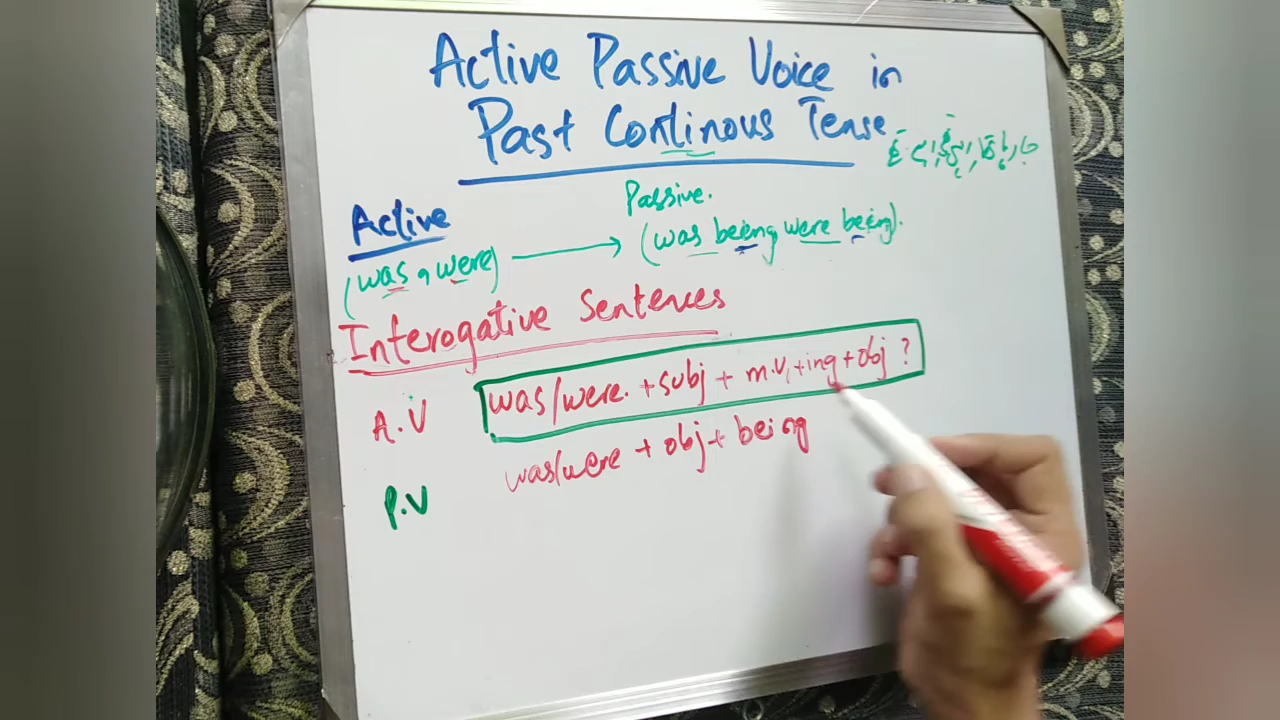 Active Passive Voice in
Past Continous Tense
Active
Passive.
(was, were) → (was being were being).
Interogative Sentences
A.V was/were. + subj + m.V₁ + ing + obj ?
P.V was/were + obj + being